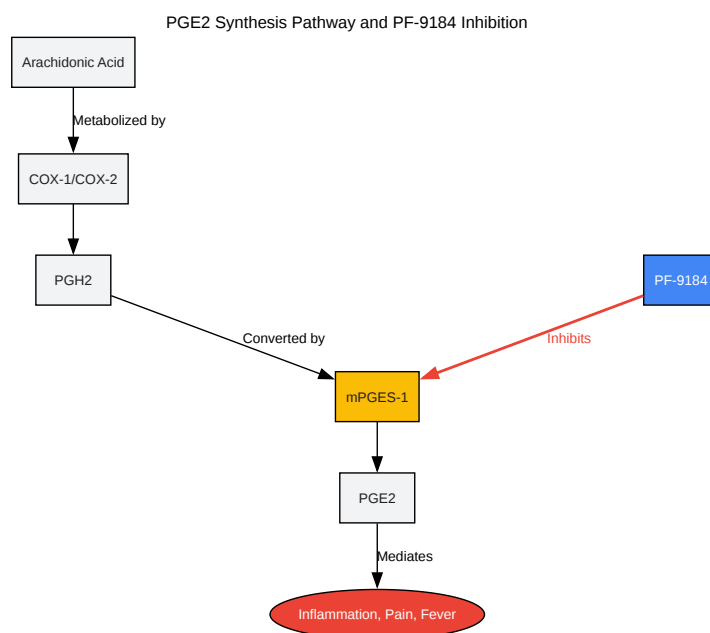 PGE2 Synthesis Pathway and PF-9184 Inhibition
Arachidonic Acid
Metabolized by
COX-1/COX-2
PGH2
PF-9184
Converted by
Inhibits
mPGES-1
PGE2
Mediates
Inflammation, Pain, Fever